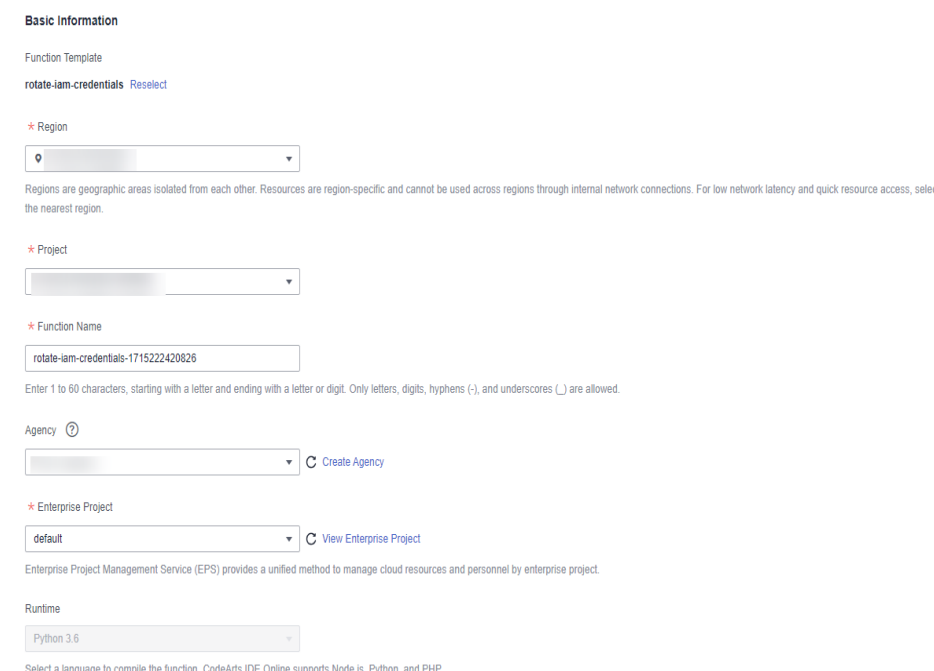 Basic Information
Function Template
rotate-iam-credentials Reselect
* Region
Regions are geographic areas isolated from each other. Resources are region-specific and cannot be used across regions through internal network connections. For low network latency and quick resource access, selec
the nearest region.
* Project
* Function Name
rotate-iam-credentials-1715222420826
Enter 1 to 60 characters, starting with a letter and ending with a letter or digit. Only letters, digits, hyphens (-), and underscores (_) are allowed.
Agency ?
Create Agency
* Enterprise Project
default View Enterprise Project
Enterprise Project Management Service (EPS) provides a unified method to manage cloud resources and personnel by enterprise project.
Runtime
Python 3.6
Select a language to compile the function. CodeArts IDE Online supports Node.js, Python, and PHP